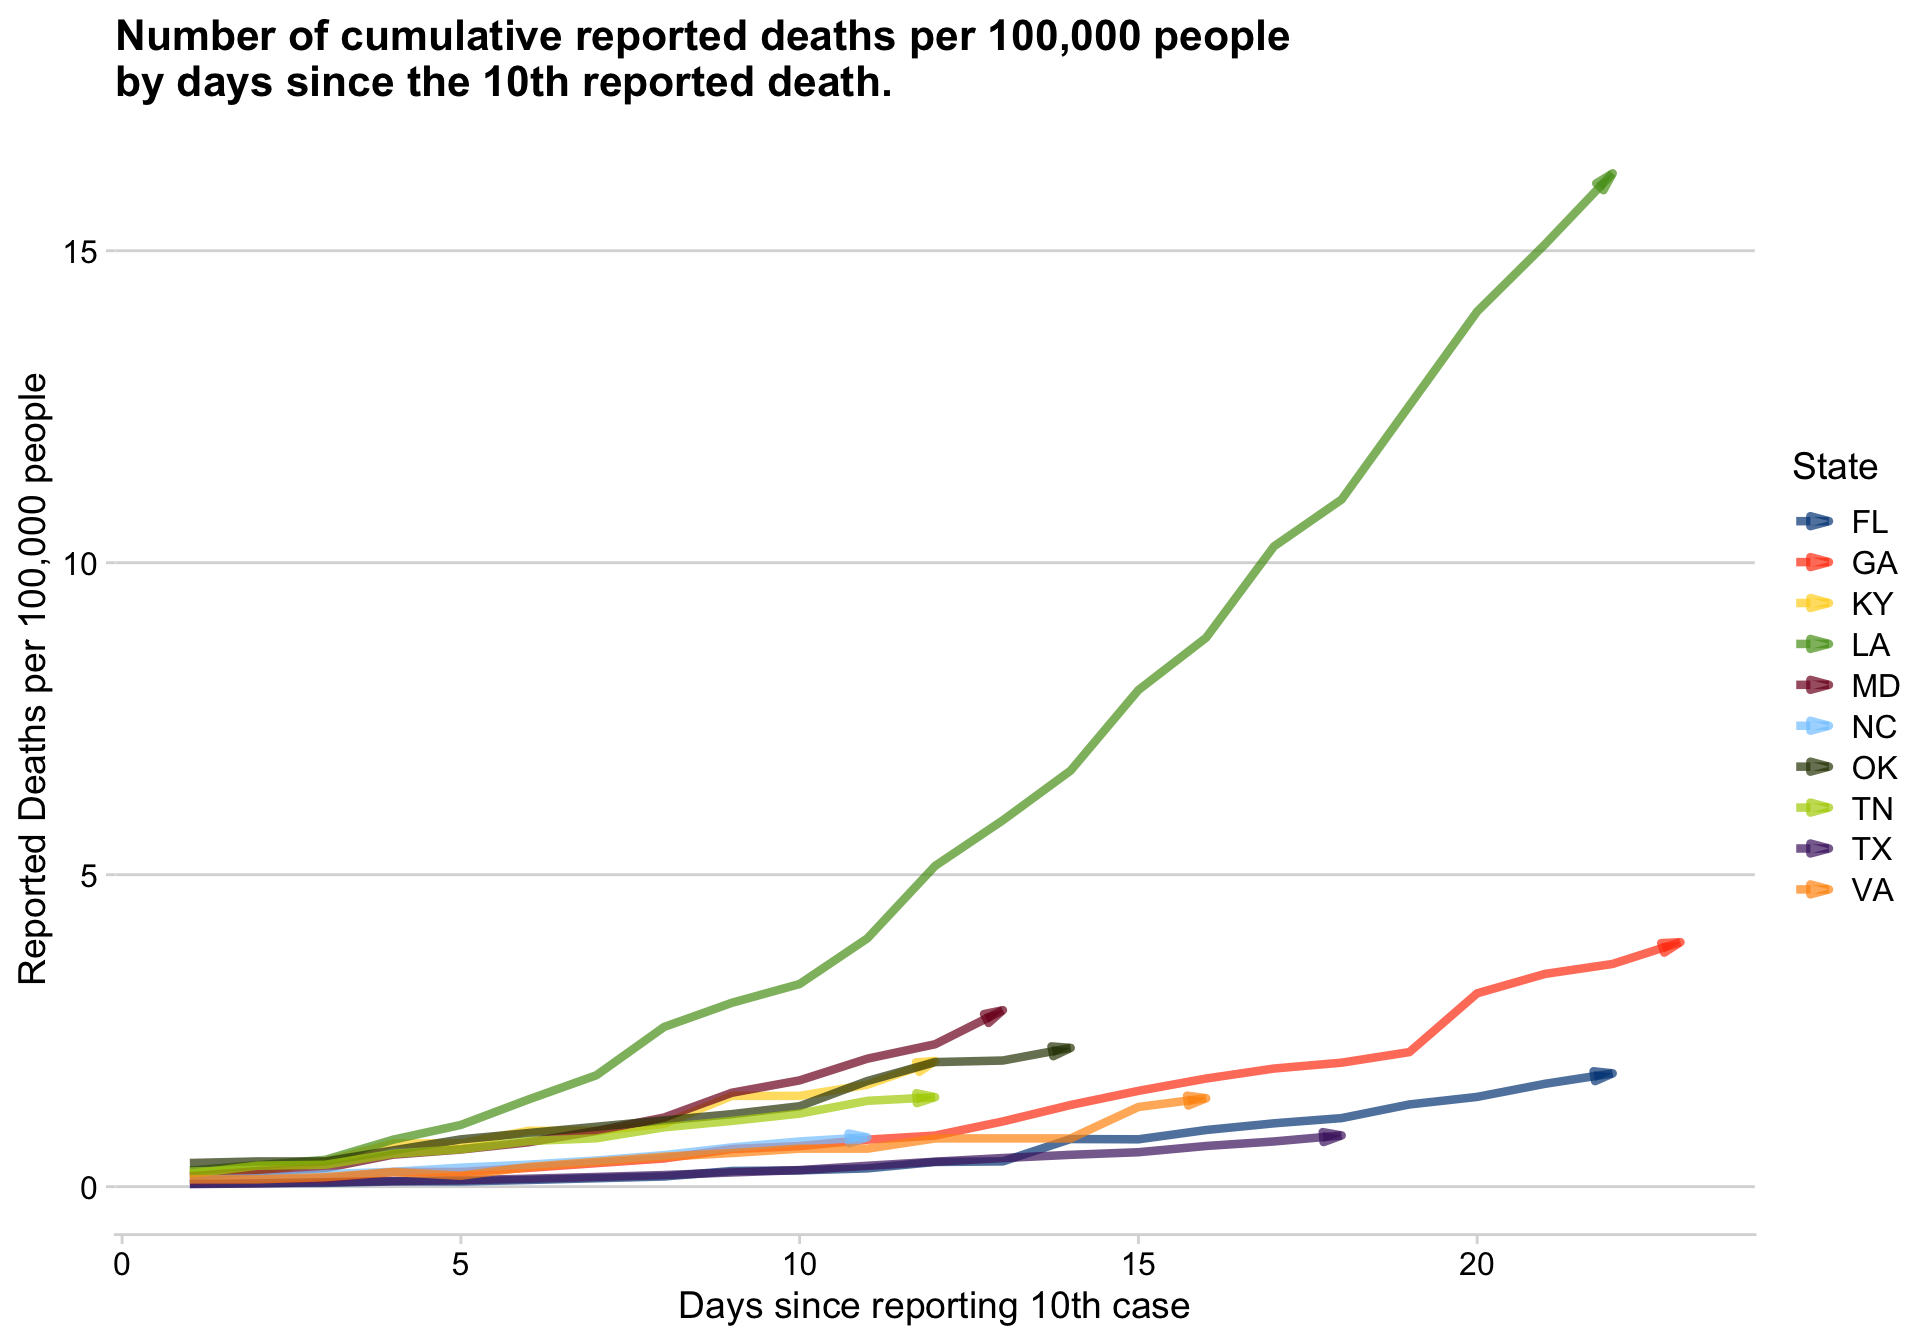 Number of cumulative reported deaths per 100,000 people
by days since the 10th reported death.
Reported Deaths per 100,000 people
15
10
5
0
0
5
10
15
20
Days since reporting 10th case
State
FL
GA
KY
LA
MD
NC
OK
TN
TX
VA